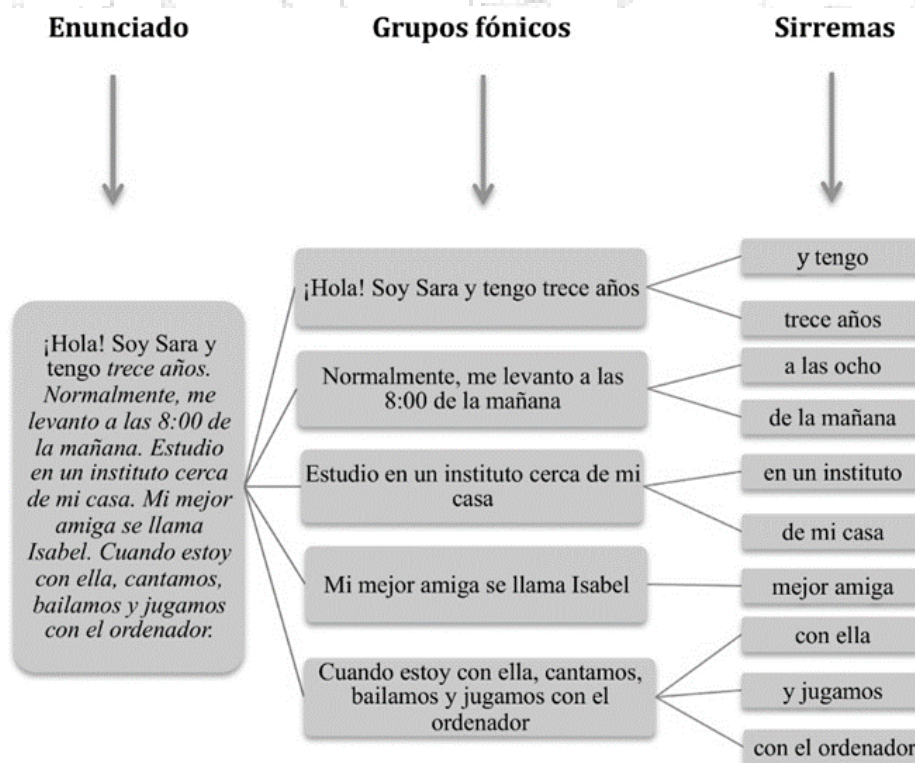 Enunciado
Grupos fónicos
Sirremas
¡Hola! Soy Sara y
tengo trece años.
Normalmente, me
levanto a las 8:00 de
la mañana. Estudio
en un instituto cerca
de mi casa. Mi mejor
amiga se llama
Isabel. Cuando estoy
con ella, cantamos,
bailamos y jugamos
con el ordenador.
¡Hola! Soy Sara y tengo trece años
Normalmente, me levanto a las
8:00 de la mañana
Estudio en un instituto cerca de mi
casa
Mi mejor amiga se llama Isabel
Cuando estoy con ella, cantamos,
bailamos y jugamos con el
ordenador
y tengo
trece años
a las ocho
de la mañana
en un instituto
de mi casa
mejor amiga
con ella
y jugamos
con el ordenador